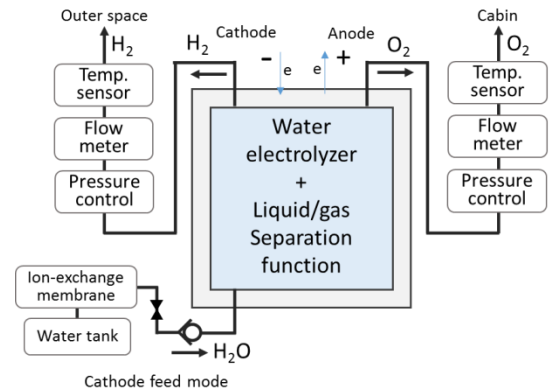 Outer space
H₂
Temp.
sensor
Flow
meter
Pressure
control
H₂
Cathode
-
e
Anode
+
e
O₂
Cabin
O₂
Temp.
sensor
Flow
meter
Pressure
control
Water
electrolyzer
+
Liquid/gas
Separation
function
Ion-exchange
membrane
Water tank
H₂O
Cathode feed mode